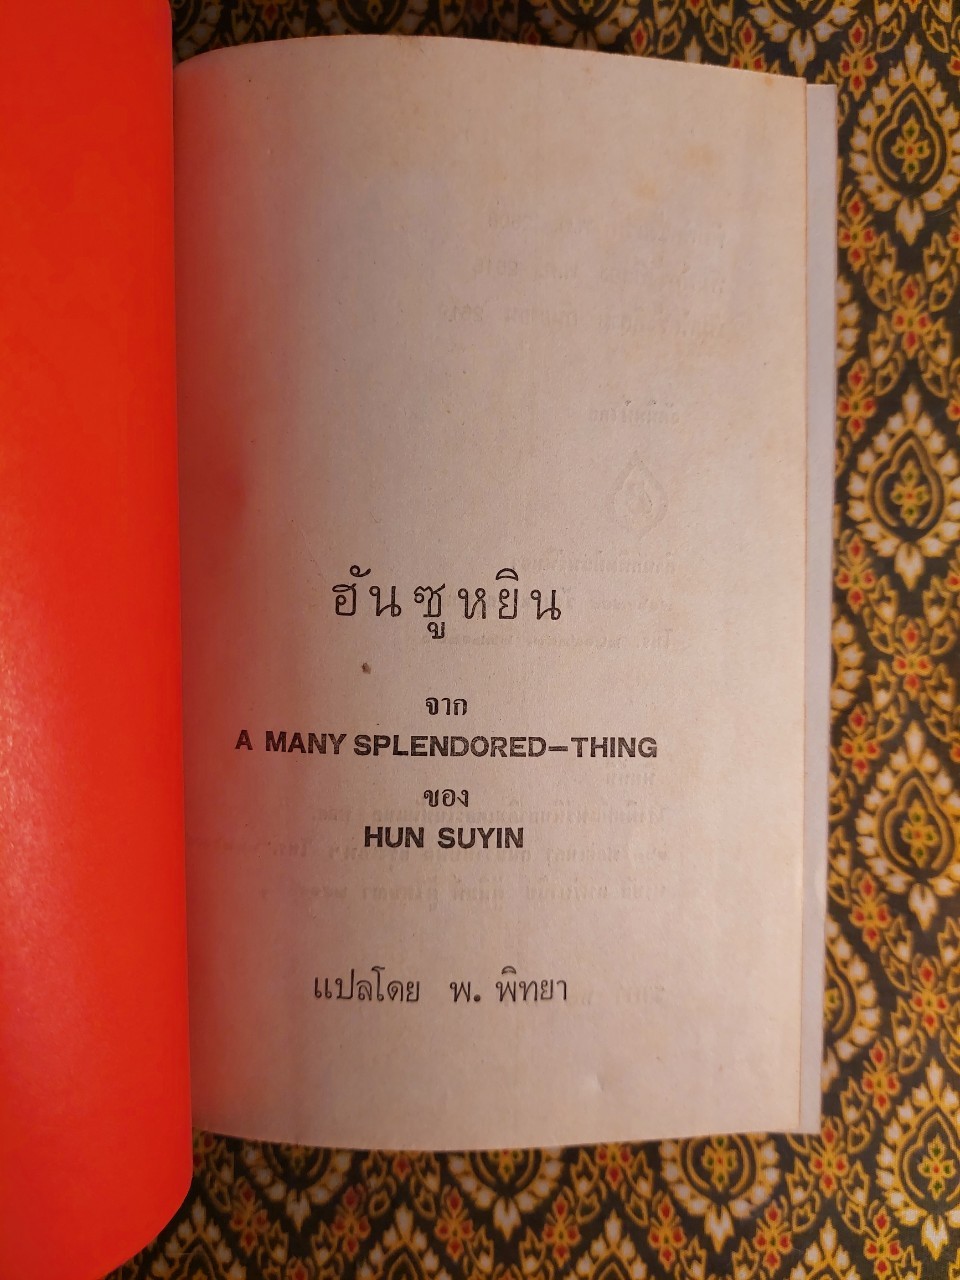 ฮันซูหยิน
จาก
A MANY SPLENDORED—THING
ของ
HUN SUYIN
แปลโดย พ. พิทยา